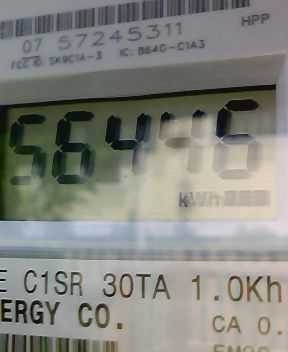 HPP
07 57245311
FCC ID: SK9C1A-3 IC: 864G-C1A3
56446
kWh
E C1SR 30TA 1.0Kh
ERGY CO.
CA 0.